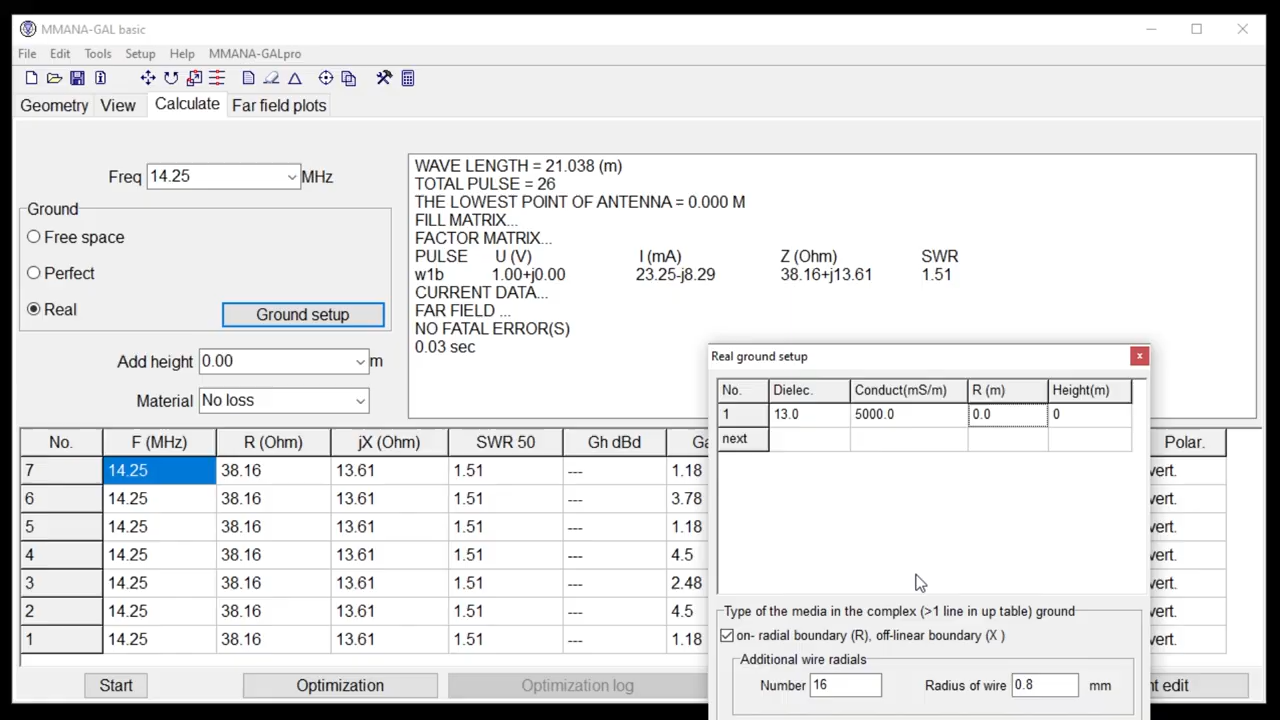 MMANA-GAL basic
File Edit Tools Setup Help MMANA-GALpro
Geometry View Calculate Far field plots
Freq 14.25 MHz
Ground
Free space
Perfect
Real Ground setup
Add height 0.00 m
Material No loss
WAVE LENGTH = 21.038 (m)
TOTAL PULSE = 26
THE LOWEST POINT OF ANTENNA = 0.000 M
FILL MATRIX...
FACTOR MATRIX...
PULSE U (V) I (mA) Z (Ohm) SWR
w1b 1.00+j0.00 23.25-j8.29 38.16+j13.61 1.51
CURRENT DATA...
FAR FIELD ...
NO FATAL ERROR(S)
0.03 sec
Real ground setup x
No. Dielec. Conduct(mS/m) R (m) Height(m)
1 13.0 5000.0 0.0 0
next
Type of the media in the complex (>1 line in up table) ground
on- radial boundary (R), off-linear boundary (X )
Additional wire radials
Number 16 Radius of wire 0.8 mm
No. F (MHz) R (Ohm) jX (Ohm) SWR 50 Gh dBd Ga Polar.
7 14.25 38.16 13.61 1.51 --- 1.18 vert.
6 14.25 38.16 13.61 1.51 --- 3.78 vert.
5 14.25 38.16 13.61 1.51 --- 1.18 vert.
4 14.25 38.16 13.61 1.51 --- 4.5 vert.
3 14.25 38.16 13.61 1.51 --- 2.48 vert.
2 14.25 38.16 13.61 1.51 --- 4.5 vert.
1 14.25 38.16 13.61 1.51 --- 1.18 vert.
Start Optimization Optimization log t edit